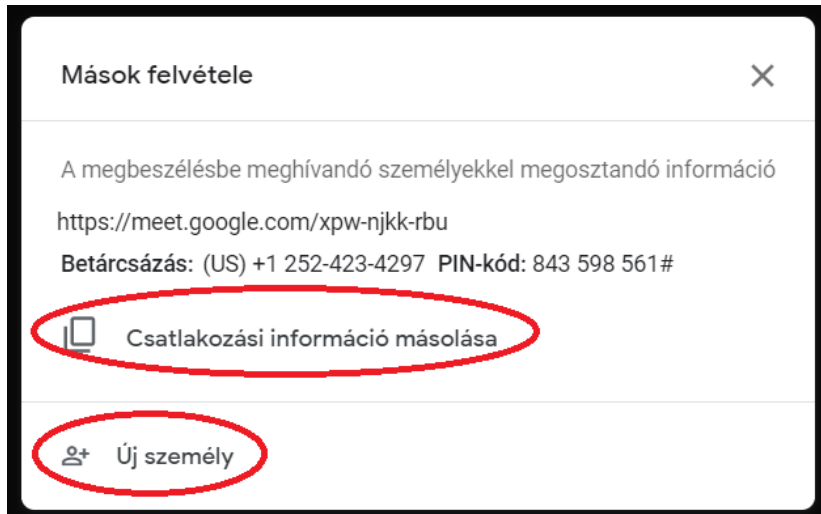 Mások felvétele
A megbeszélésbe meghívandó személyekkel megosztandó információ
https://meet.google.com/xpw-njkk-rbu
Betárcsázás: (US) +1 252-423-4297 PIN-kód: 843 598 561#
Csatlakozási információ másolása
Új személy